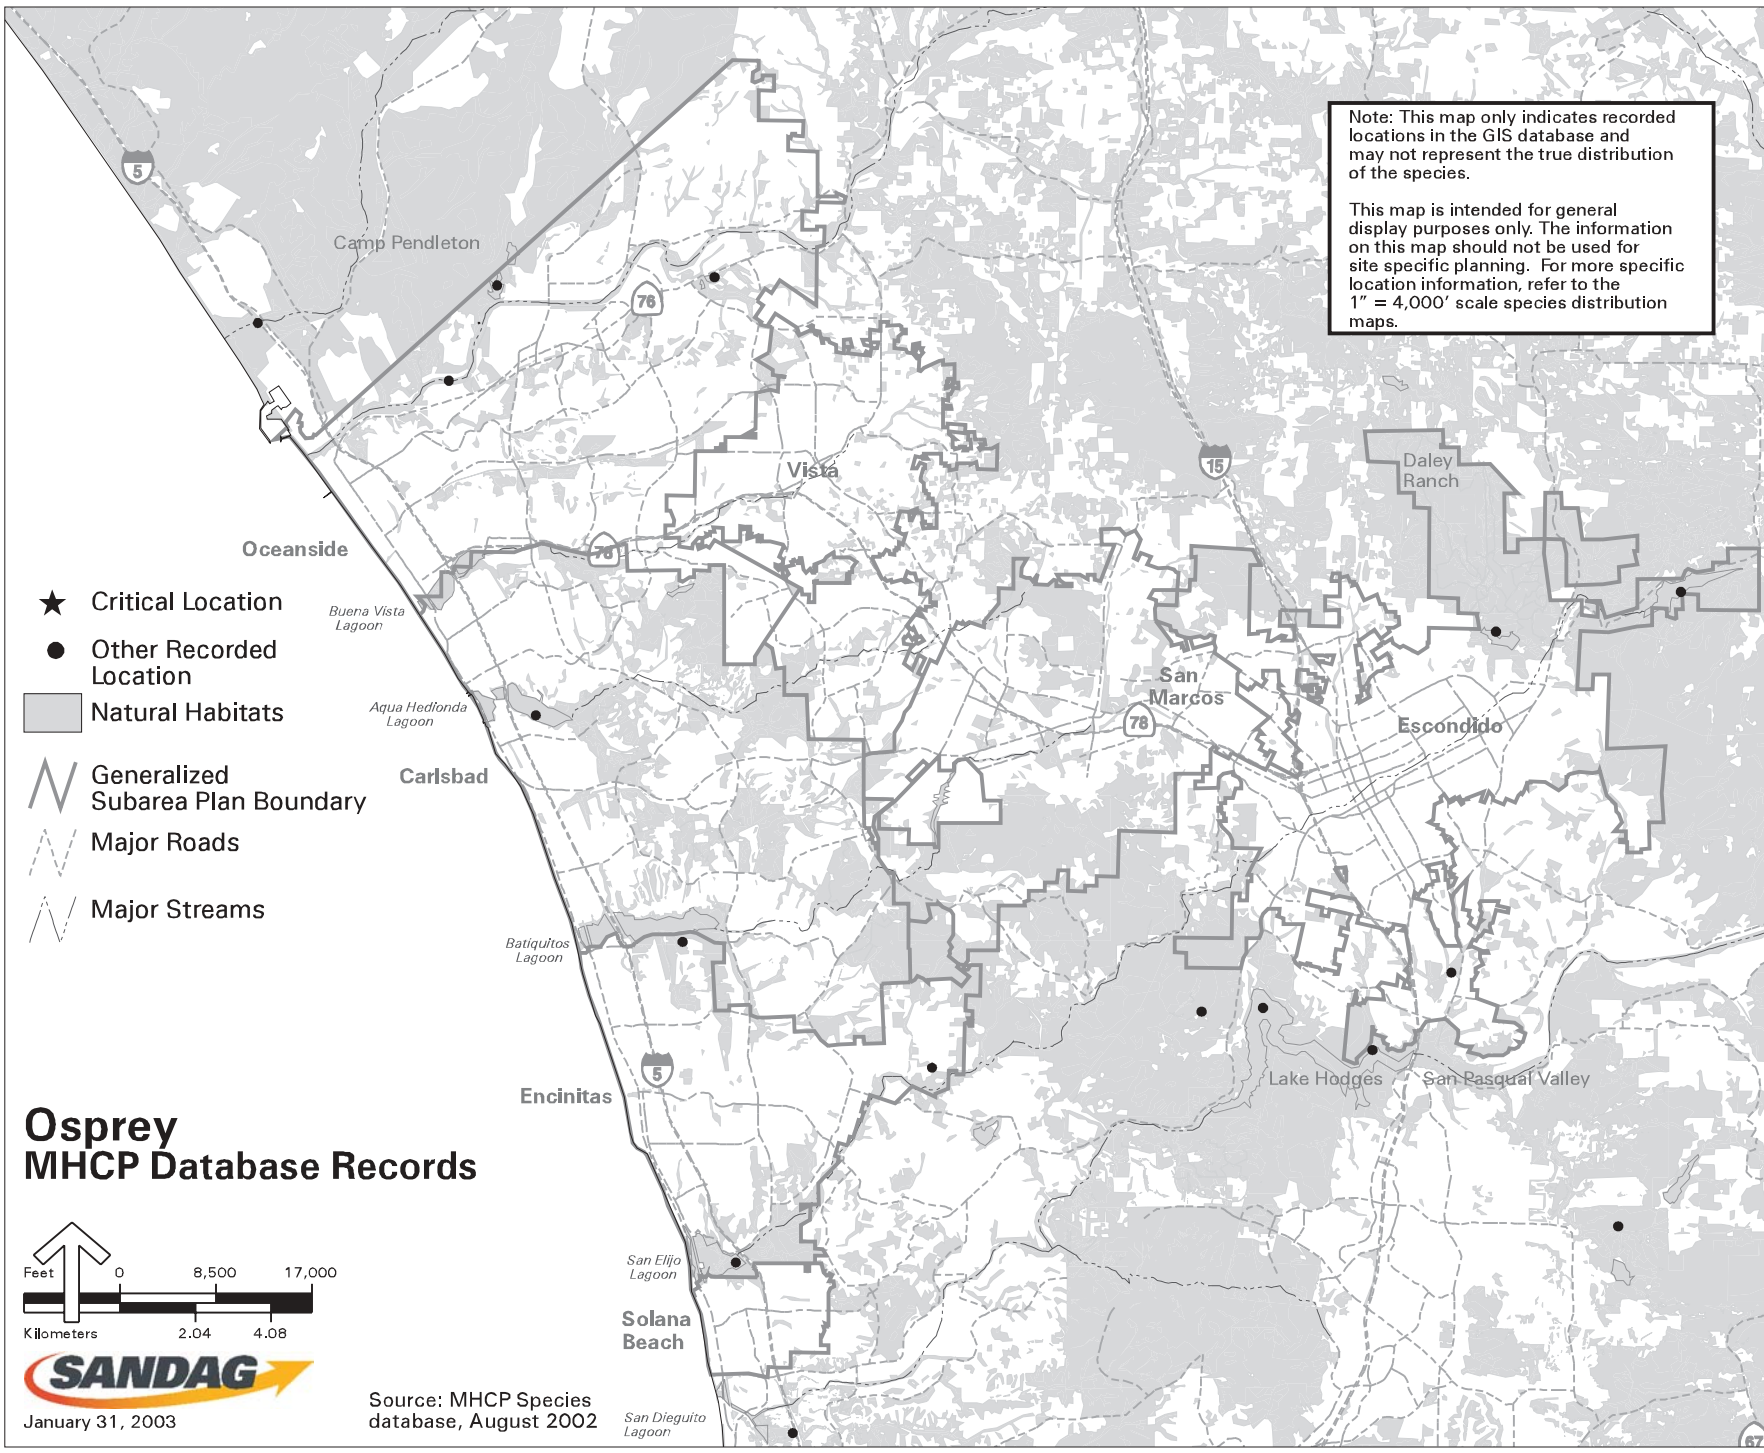 Note: This map only indicates recorded
locations in the GIS database and
may not represent the true distribution
of the species.
This map is intended for general
display purposes only. The information
on this map should not be used for
site specific planning. For more specific
location information, refer to the
1” = 4,000’ scale species distribution
maps.
5
Camp Pendleton
76
15
Daley
Ranch
Vista
Oceanside
78
Buena Vista
Lagoon
San
Marcos
78
Escondido
Aqua Hedionda
Lagoon
Carlsbad
Batiquitos
Lagoon
5
Encinitas
Lake Hodges
San Pasqual Valley
San Elijo
Lagoon
Solana
Beach
San Dieguito
Lagoon
67
Critical Location
Other Recorded
Location
Natural Habitats
Generalized
Subarea Plan Boundary
Major Roads
Major Streams
Osprey
MHCP Database Records
Feet 0 8,500 17,000
Kilometers 2.04 4.08
SANDAG
January 31, 2003
Source: MHCP Species
database, August 2002